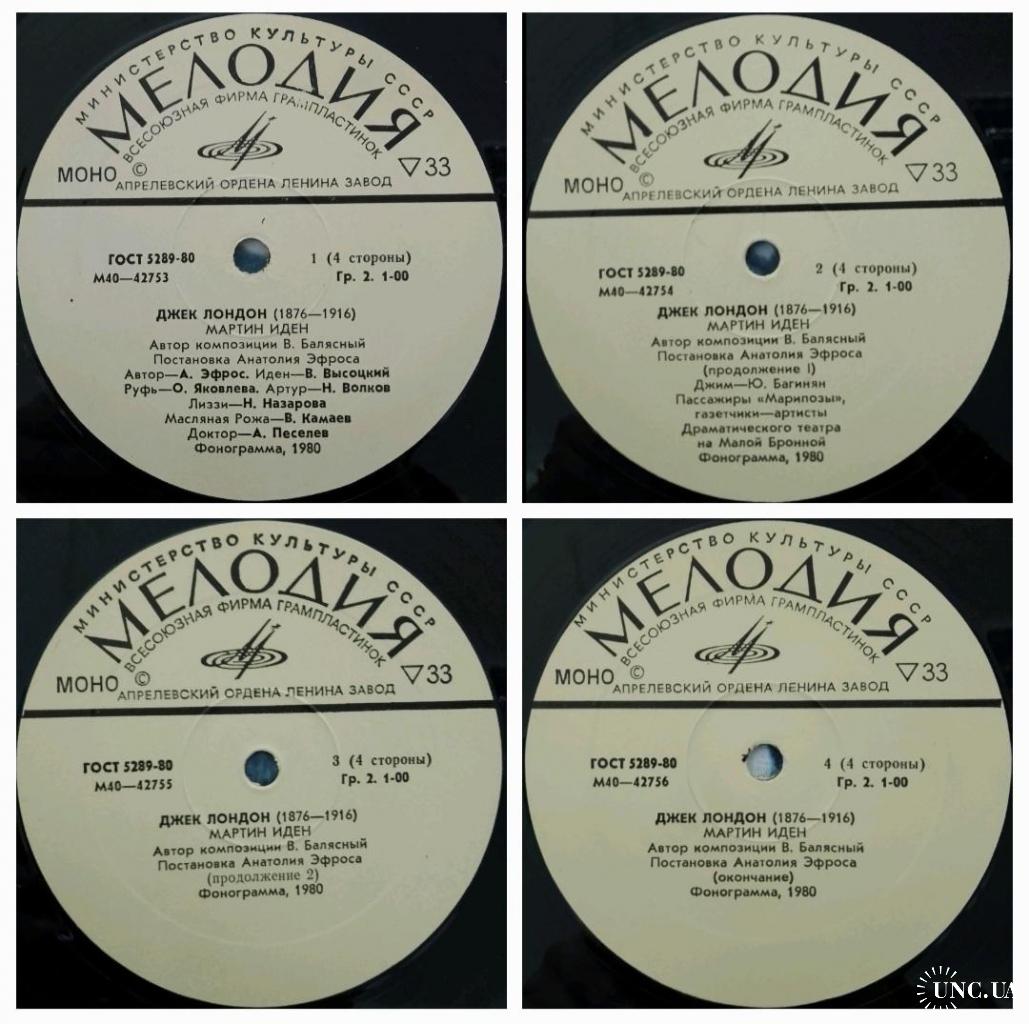 МИНИСТЕРСТВО КУЛЬТУРЫ СССР
МЕЛОДИЯ
ВСЕСОЮЗНАЯ ФИРМА ГРАМПЛАСТИНОК
МОНО © ▽33
АПРЕЛЕВСКИЙ ОРДЕНА ЛЕНИНА ЗАВОД
ГОСТ 5289-80 1 (4 стороны)
М40—42753 Гр. 2. 1-00
ДЖЕК ЛОНДОН (1876—1916)
МАРТИН ИДЕН
Автор композиции В. Балясный
Постановка Анатолия Эфроса
Автор—А. Эфрос. Иден—В. Высоцкий
Руфь—О. Яковлева. Артур—Н. Волков
Лиззи—Н. Назарова
Масляная Рожа—В. Камаев
Доктор—А. Песелев
Фонограмма, 1980
МИНИСТЕРСТВО КУЛЬТУРЫ СССР
МЕЛОДИЯ
ВСЕСОЮЗНАЯ ФИРМА ГРАМПЛАСТИНОК
МОНО © ▽33
АПРЕЛЕВСКИЙ ОРДЕНА ЛЕНИНА ЗАВОД
ГОСТ 5289-80 2 (4 стороны)
М40—42754 Гр. 2. 1-00
ДЖЕК ЛОНДОН (1876—1916)
МАРТИН ИДЕН
Автор композиции В. Балясный
Постановка Анатолия Эфроса
(продолжение I)
Джим—Ю. Багинян
Пассажиры «Марипозы»,
газетчики—артисты
Драматического театра
на Малой Бронной
Фонограмма, 1980
МИНИСТЕРСТВО КУЛЬТУРЫ СССР
МЕЛОДИЯ
ВСЕСОЮЗНАЯ ФИРМА ГРАМПЛАСТИНОК
МОНО © ▽33
АПРЕЛЕВСКИЙ ОРДЕНА ЛЕНИНА ЗАВОД
ГОСТ 5289-80 3 (4 стороны)
М40—42755 Гр. 2. 1-00
ДЖЕК ЛОНДОН (1876—1916)
МАРТИН ИДЕН
Автор композиции В. Балясный
Постановка Анатолия Эфроса
(продолжение 2)
Фонограмма, 1980
МИНИСТЕРСТВО КУЛЬТУРЫ СССР
МЕЛОДИЯ
ВСЕСОЮЗНАЯ ФИРМА ГРАМПЛАСТИНОК
МОНО © ▽33
АПРЕЛЕВСКИЙ ОРДЕНА ЛЕНИНА ЗАВОД
ГОСТ 5289-80 4 (4 стороны)
М40—42756 Гр. 2. 1-00
ДЖЕК ЛОНДОН (1876—1916)
МАРТИН ИДЕН
Автор композиции В. Балясный
Постановка Анатолия Эфроса
(окончание)
Фонограмма, 1980
UNC.UA